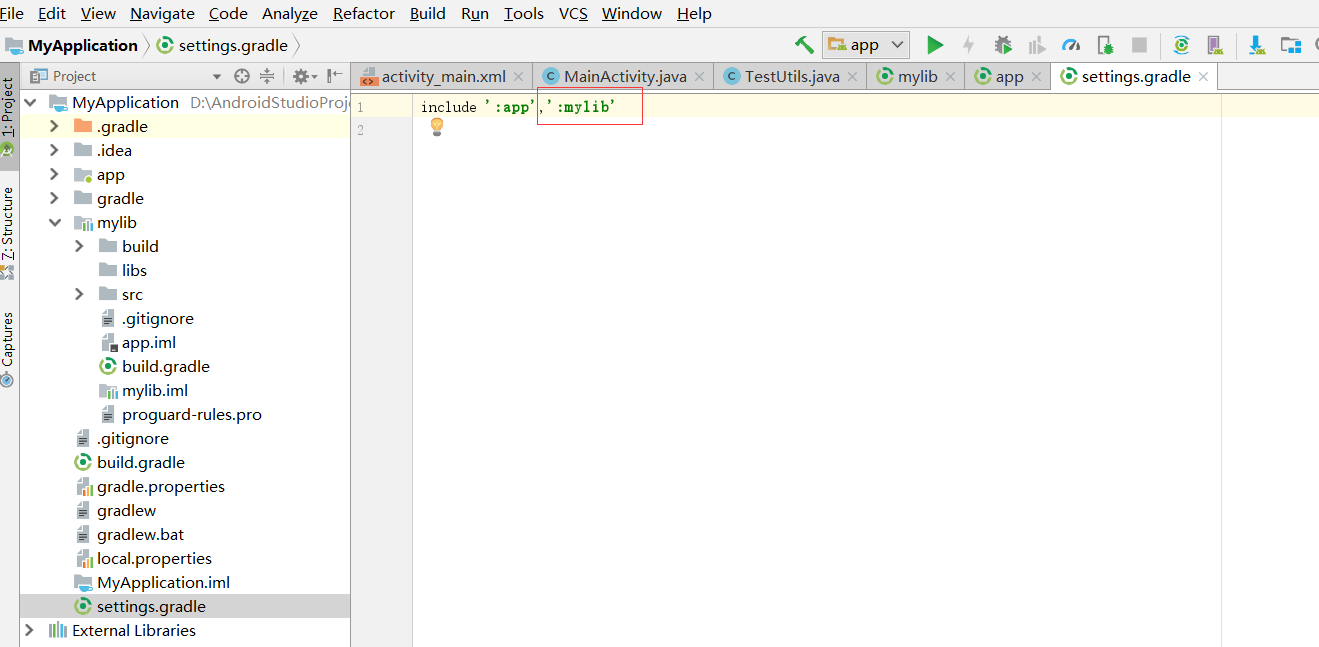 File Edit View Navigate Code Analyze Refactor Build Run Tools VCS Window Help
MyApplication settings.gradle app
1: Project
Z: Structure
Captures
Project
MyApplication D:\AndroidStudioProj
.gradle
.idea
app
gradle
mylib
build
libs
src
.gitignore
app.iml
build.gradle
mylib.iml
proguard-rules.pro
.gitignore
build.gradle
gradle.properties
gradlew
gradlew.bat
local.properties
MyApplication.iml
settings.gradle
External Libraries
activity_main.xml MainActivity.java TestUtils.java mylib app settings.gradle
1 include ':app',':mylib'
2